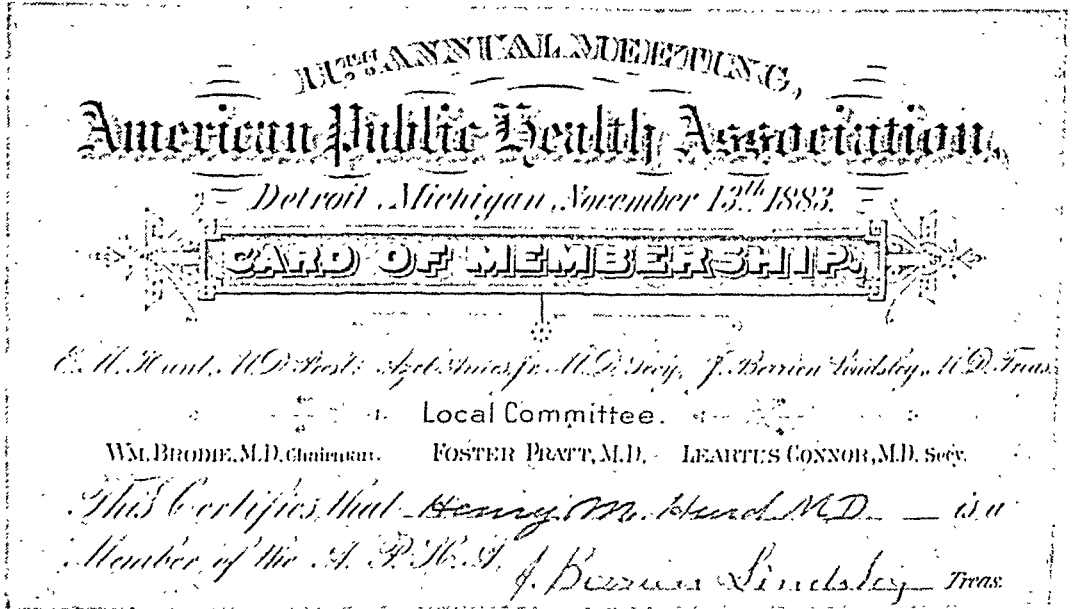 11TH ANNUAL MEETING,
American Public Health Association,
Detroit, Michigan, November 13th 1883.
CARD OF MEMBERSHIP.
E. M. Hunt, M.D. Prest. Azel Ames, Jr. M.D. Secy. J. Berrien Lindsley, M.D. Treas.
Local Committee.
WM. BRODIE, M.D. Chairman. FOSTER PRATT, M.D. LEARTUS CONNOR, M.D. Secy.
This Certifies that Henry M. Hurd M.D. is a
Member of the A. P. H. A.
J. Berrien Lindsley Treas.